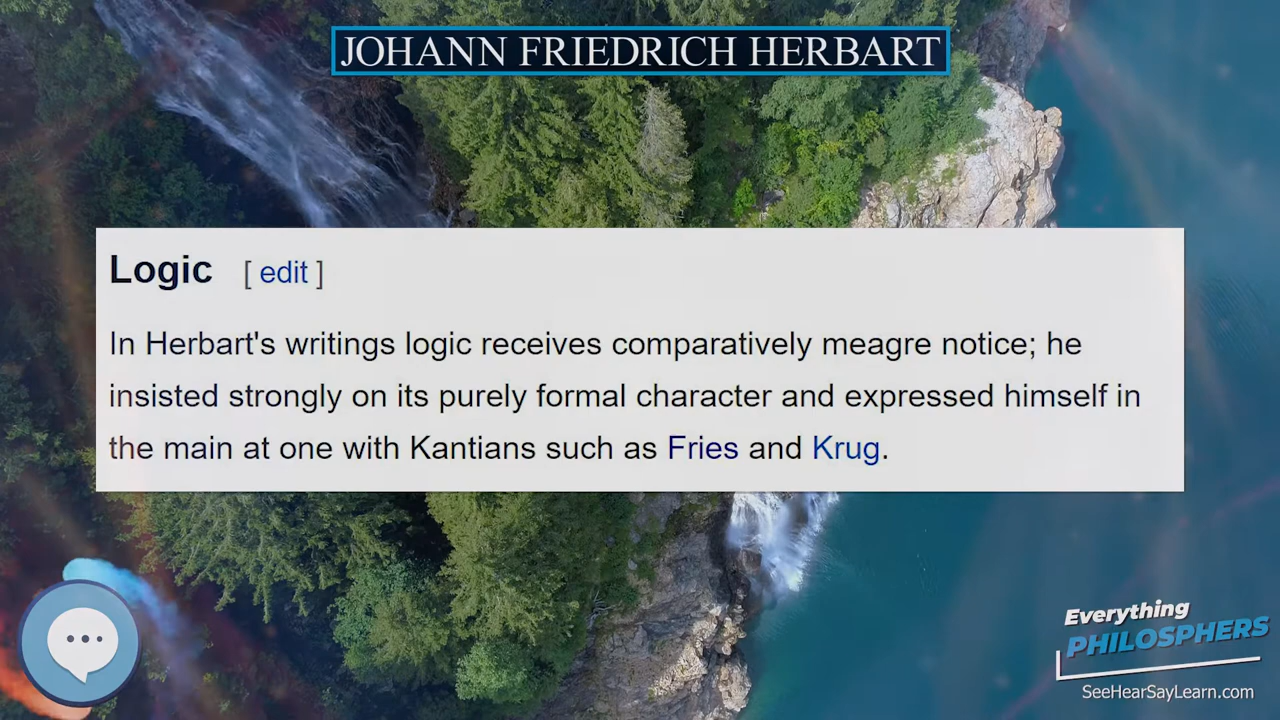 JOHANN FRIEDRICH HERBART
Logic [ edit ]
In Herbart's writings logic receives comparatively meagre notice; he
insisted strongly on its purely formal character and expressed himself in
the main at one with Kantians such as Fries and Krug.
Everything
PHILOSPHERS
SeeHearSayLearn.com